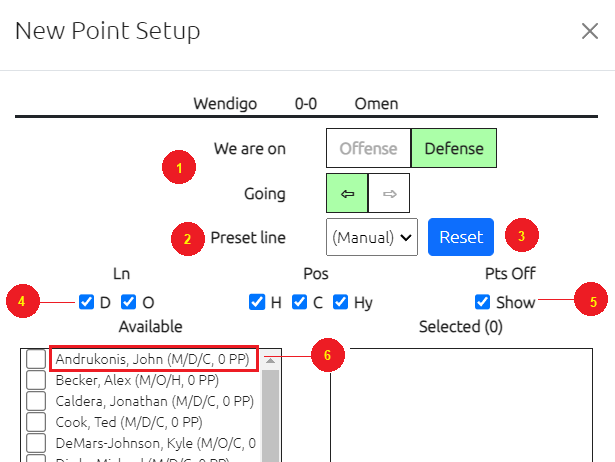 New Point Setup
Wendigo 0-0 Omen
1 We are on Offense Defense
Going ⇦ ⇨
2 Preset line (Manual) Reset 3
Ln Pos Pts Off
4 D O H C Hy Show 5
Available Selected (0)
Andrukonis, John (M/D/C, 0 PP) 6
Becker, Alex (M/O/H, 0 PP)
Caldera, Jonathan (M/D/C, 0 PP)
Cook, Ted (M/D/C, 0 PP)
DeMars-Johnson, Kyle (M/O/C, 0